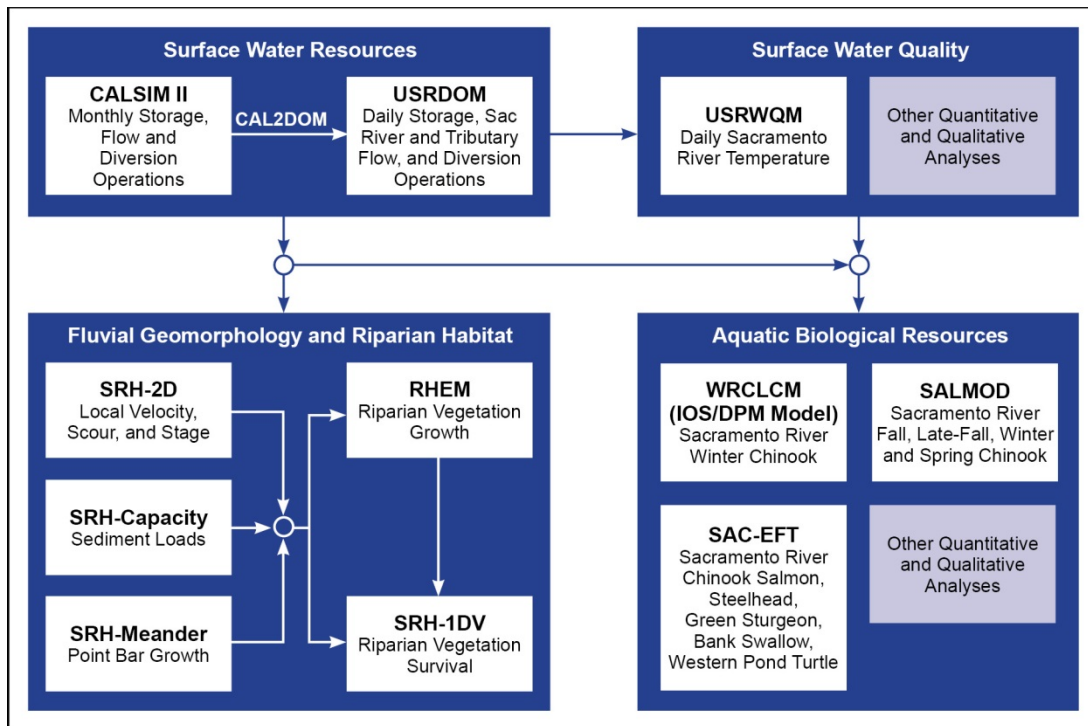 Surface Water Resources
CALSIM II
Monthly Storage,
Flow and
Diversion
Operations
CAL2DOM
USRDOM
Daily Storage, Sac
River and Tributary
Flow, and Diversion
Operations
Surface Water Quality
USRWQM
Daily Sacramento
River Temperature
Other Quantitative
and Qualitative
Analyses
Fluvial Geomorphology and Riparian Habitat
SRH-2D
Local Velocity,
Scour, and Stage
SRH-Capacity
Sediment Loads
SRH-Meander
Point Bar Growth
RHEM
Riparian Vegetation
Growth
SRH-1DV
Riparian Vegetation
Survival
Aquatic Biological Resources
WRCLCM
(IOS/DPM Model)
Sacramento River
Winter Chinook
SALMOD
Sacramento River
Fall, Late-Fall, Winter
and Spring Chinook
SAC-EFT
Sacramento River
Chinook Salmon,
Steelhead,
Green Sturgeon,
Bank Swallow,
Western Pond Turtle
Other Quantitative
and Qualitative
Analyses